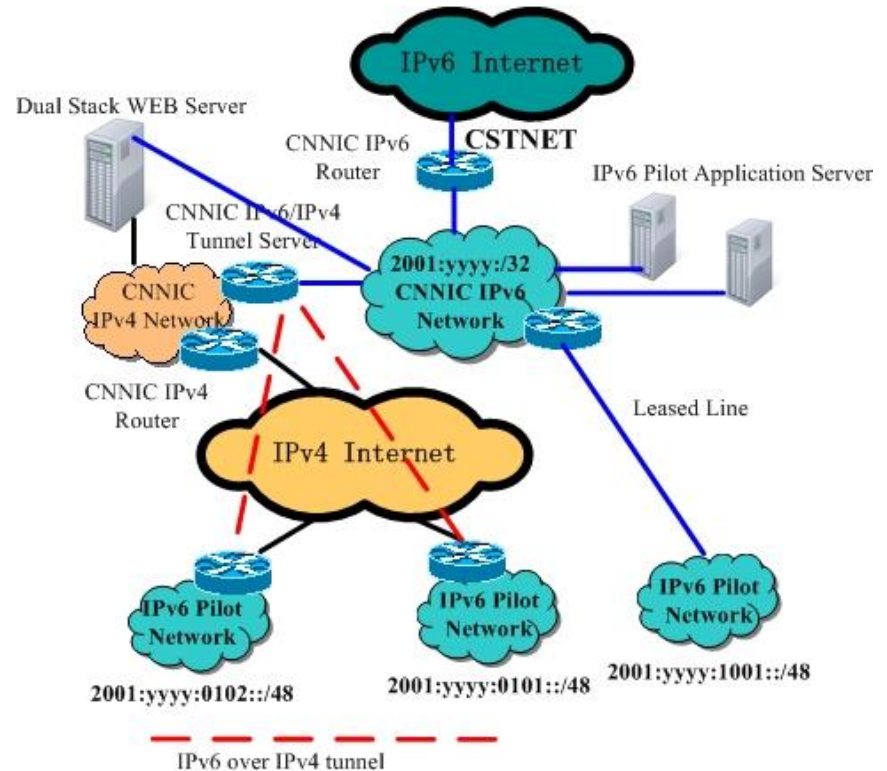 IPv6 Internet
Dual Stack WEB Server
CSTNET
CNNIC IPv6
Router
IPv6 Pilot Application Server
CNNIC IPv6/IPv4
Tunnel Server
2001:yyyy:/32
CNNIC IPv6
Network
CNNIC
IPv4 Network
CNNIC IPv4
Router
Leased Line
IPv4 Internet
IPv6 Pilot
Network
IPv6 Pilot
Network
IPv6 Pilot
Network
2001:yyyy:0102::/48
2001:yyyy:0101::/48
2001:yyyy:1001::/48
IPv6 over IPv4 tunnel